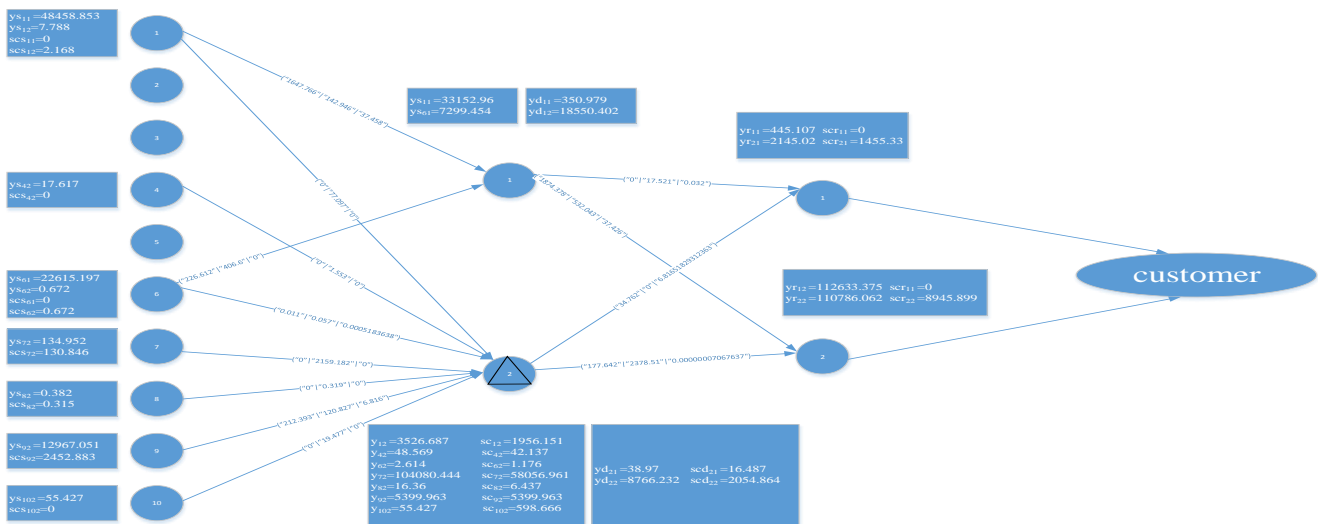 ys₁₁=48458.853
ys₁₂=7.788
scs₁₁=0
scs₁₂=2.168
1
2
3
ys₄₂=17.617
scs₄₂=0
4
5
ys₆₁=22615.197
ys₆₂=0.672
scs₆₁=0
scs₆₂=0.672
6
ys₇₂=134.952
scs₇₂=130.846
7
ys₈₂=0.382
scs₈₂=0.315
8
ys₉₂=12967.051
scs₉₂=2452.883
9
ys₁₀₂=55.427
scs₁₀₂=0
10
("1647.766"|"142.946"|"37.458")
("0"|"77.097"|"0")
("0"|"1.553"|"0")
("226.612"|"406.6"|"0")
("0.011"|"0.057"|"0.0005183638")
("0"|"2159.182"|"0")
("0"|"0.319"|"0")
("212.393"|"120.827"|"6.816")
("0"|"19.477"|"0")
ys₁₁=33152.96
ys₆₁=7299.454
yd₁₁=350.979
yd₁₂=18550.402
1
2
("0"|"17.521"|"0.032")
("1874.378"|"532.043"|"37.426")
("34.762"|"0"|"6.81651829312363")
("177.642"|"2378.51"|"0.00000007067637")
y₁₂=3526.687 sc₁₂=1956.151
y₄₂=48.569 sc₄₂=42.137
y₆₂=2.614 sc₆₂=1.176
y₇₂=104080.444 sc₇₂=58056.961
y₈₂=16.36 sc₈₂=6.437
y₉₂=5399.963 sc₉₂=5399.963
y₁₀₂=55.427 sc₁₀₂=598.666
yd₂₁=38.97 scd₂₁=16.487
yd₂₂=8766.232 scd₂₂=2054.864
yr₁₁=445.107 scr₁₁=0
yr₂₁=2145.02 scr₂₁=1455.33
1
yr₁₂=112633.375 scr₁₁=0
yr₂₂=110786.062 scr₂₂=8945.899
2
customer